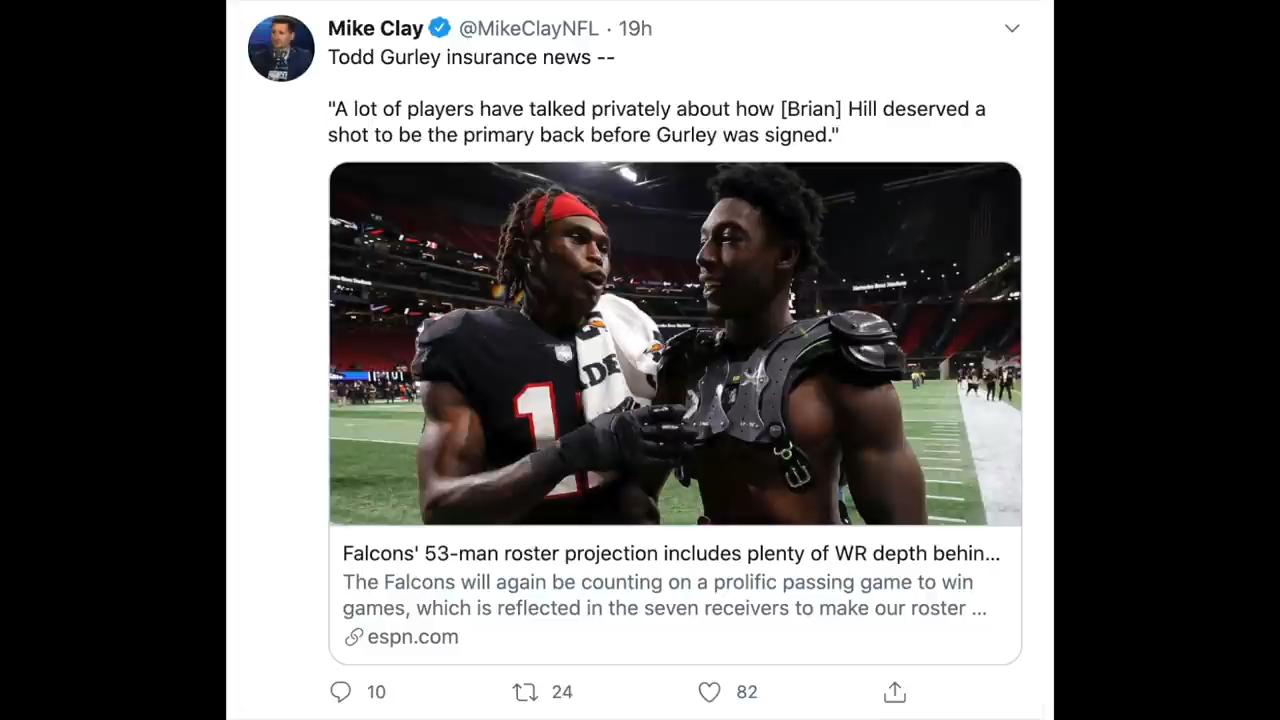 Mike Clay @MikeClayNFL · 19h
Todd Gurley insurance news --
"A lot of players have talked privately about how [Brian] Hill deserved a
shot to be the primary back before Gurley was signed."
Falcons' 53-man roster projection includes plenty of WR depth behin...
The Falcons will again be counting on a prolific passing game to win
games, which is reflected in the seven receivers to make our roster ...
espn.com
10 24 82